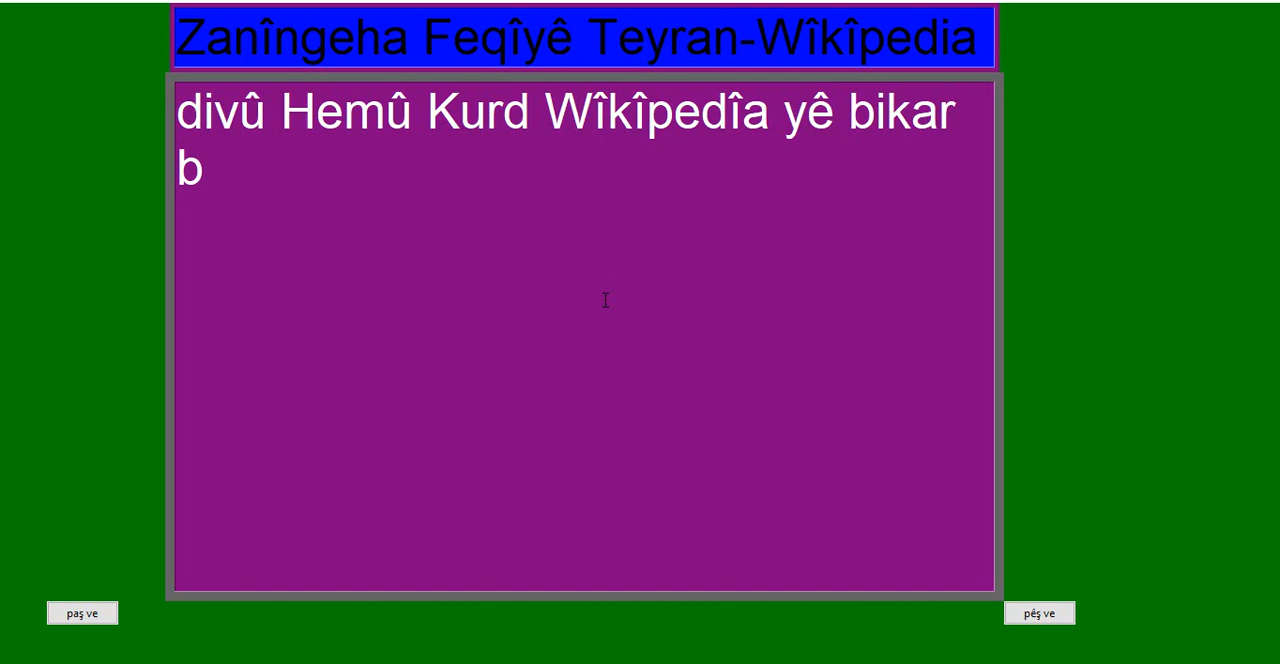 Zanîngeha Feqîyê Teyran-Wîkîpedia
divû Hemû Kurd Wîkîpedîa yê bikar
b
paş ve
pêş ve